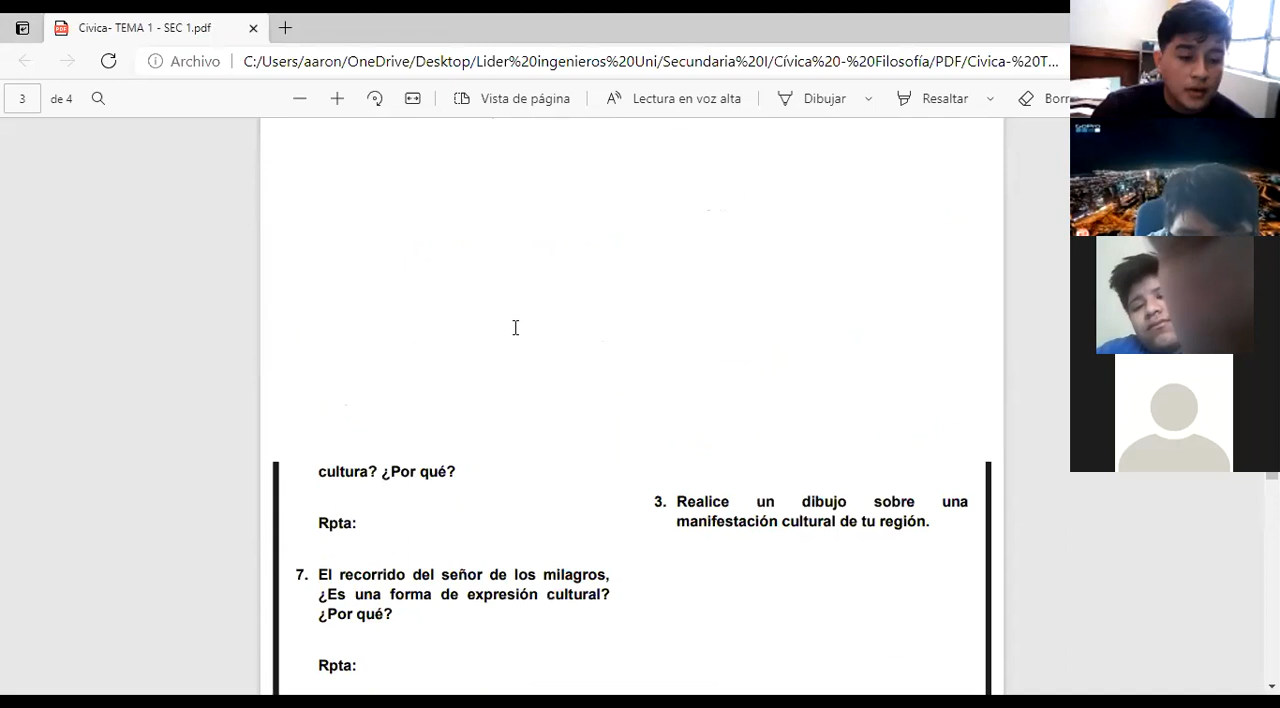 Civica- TEMA 1 - SEC 1.pdf
Archivo
C:/Users/aaron/OneDrive/Desktop/Lider%20ingenieros%20Uni/Secundaria%20I/Cívica%20-%20Filosofía/PDF/Civica-%20T...
3 de 4
Vista de página
Lectura en voz alta
Dibujar
Resaltar
Borr
cultura? ¿Por qué?
Rpta:
7. El recorrido del señor de los milagros,
¿Es una forma de expresión cultural?
¿Por qué?
Rpta:
3. Realice un dibujo sobre una
manifestación cultural de tu región.